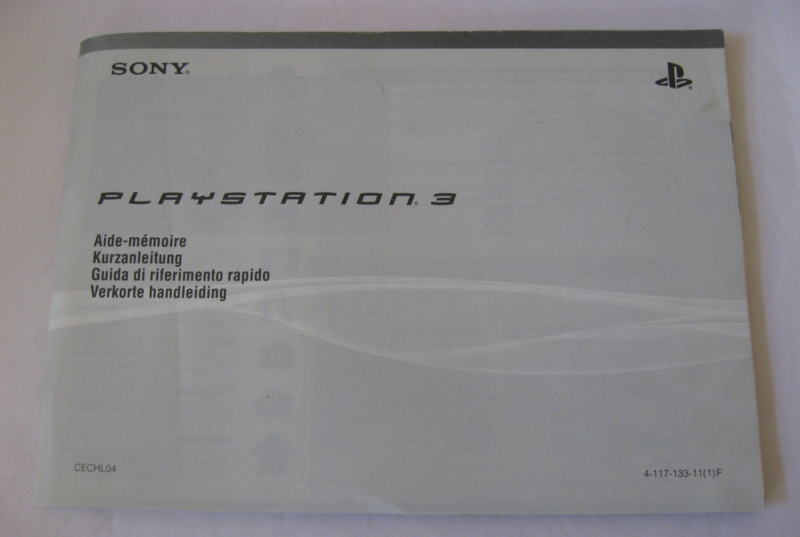 SONY®
PLAYSTATION®3
Aide-mémoire
Kurzanleitung
Guida di riferimento rapido
Verkorte handleiding
CECHL04
4-117-133-11(1)F